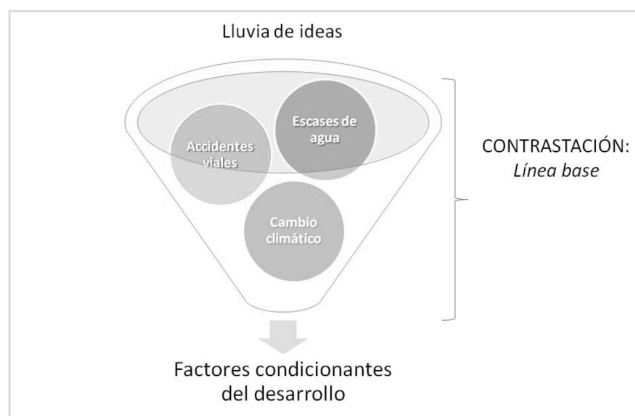 Lluvia de ideas
Escases de
agua
Accidentes
viales
CONTRASTACIÓN:
Línea base
Cambio
climático
Factores condicionantes
del desarrollo